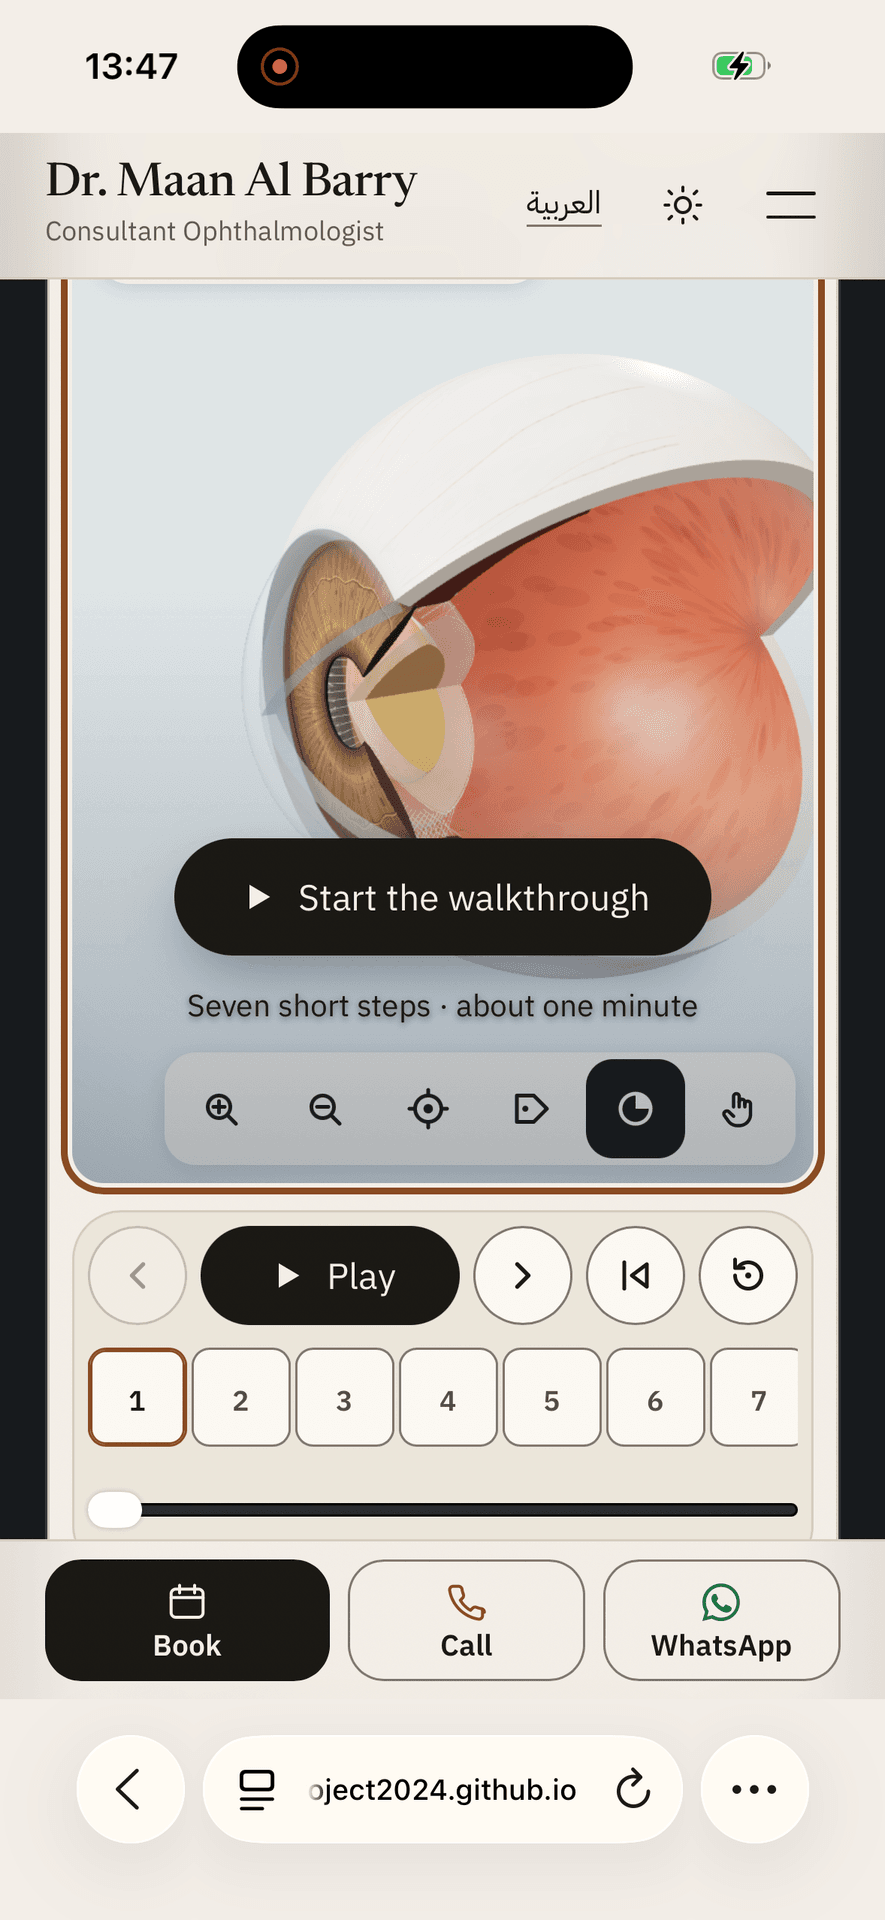 13:47
Dr. Maan Al Barry
Consultant Ophthalmologist
العربية
Start the walkthrough
Seven short steps · about one minute
Play
1 2 3 4 5 6 7
Book
Call
WhatsApp
oject2024.github.io